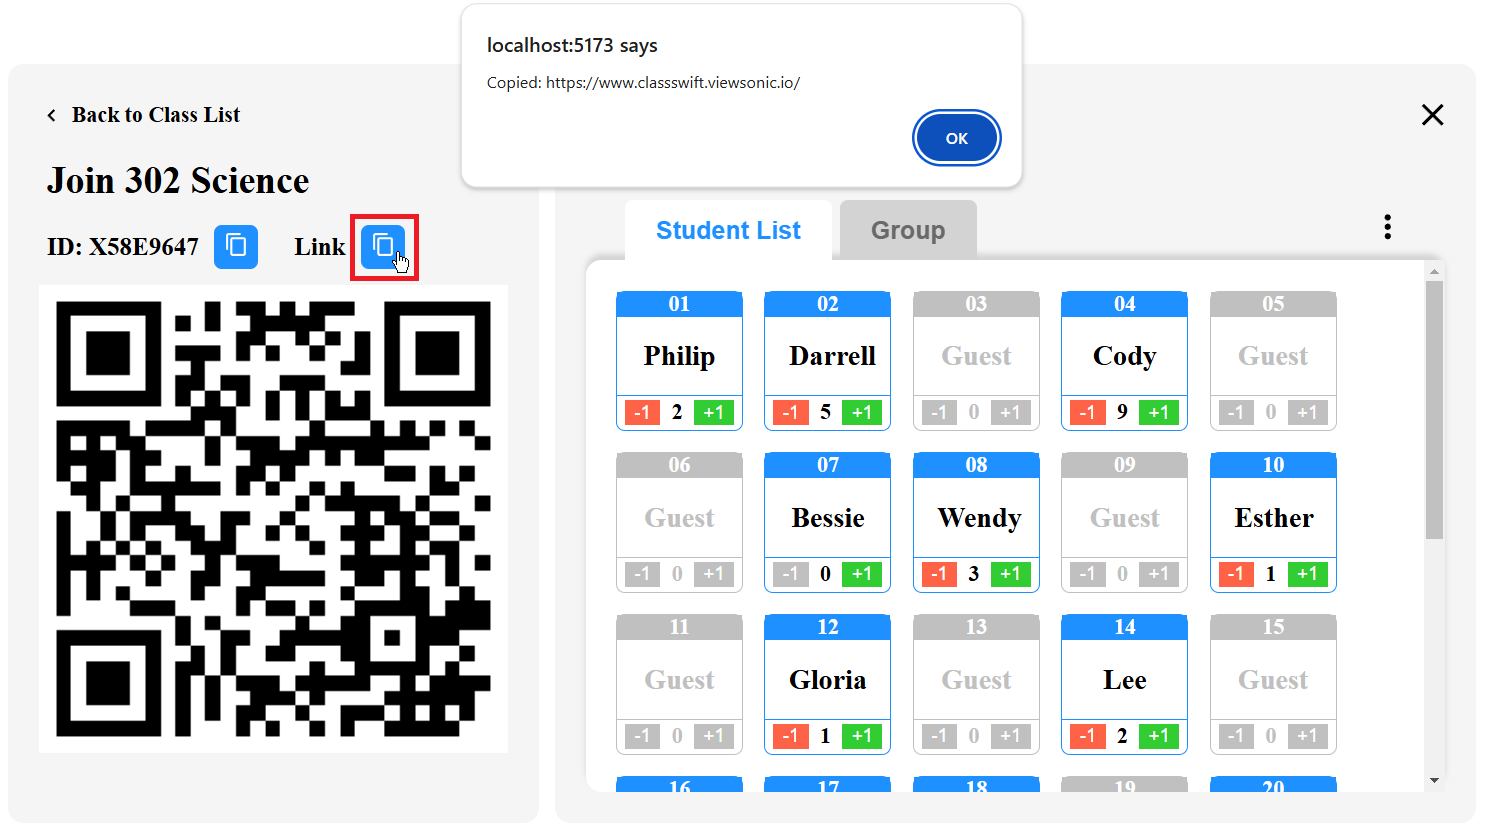 localhost:5173 says
Copied: https://www.classswift.viewsonic.io/
OK
Back to Class List
Join 302 Science
ID: X58E9647 Link
Student List Group
01 02 03 04 05
Philip Darrell Guest Cody Guest
-1 2 +1 -1 5 +1 -1 0 +1 -1 9 +1 -1 0 +1
06 07 08 09 10
Guest Bessie Wendy Guest Esther
-1 0 +1 -1 0 +1 -1 3 +1 -1 0 +1 -1 1 +1
11 12 13 14 15
Guest Gloria Guest Lee Guest
-1 0 +1 -1 1 +1 -1 0 +1 -1 2 +1 -1 0 +1
16 17 18 19 20